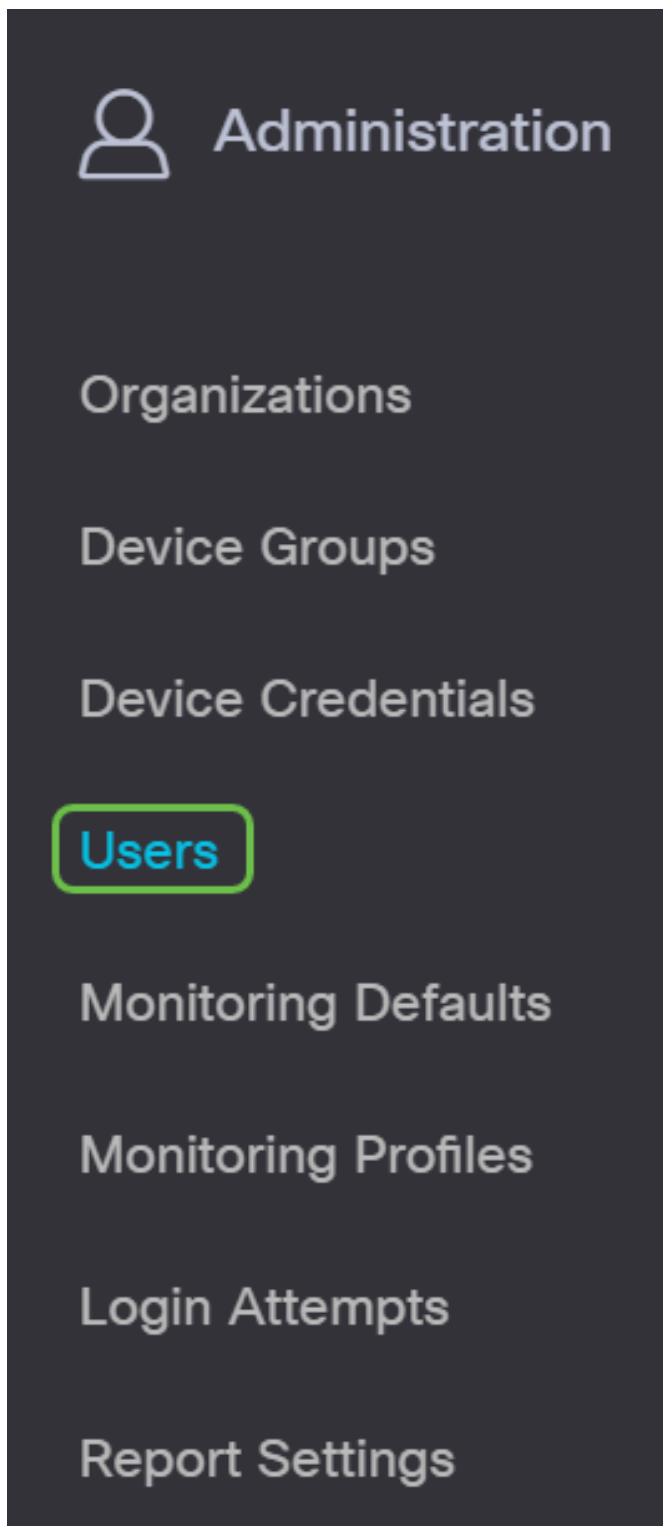 Administration
Organizations
Device Groups
Device Credentials
Users
Monitoring Defaults
Monitoring Profiles
Login Attempts
Report Settings